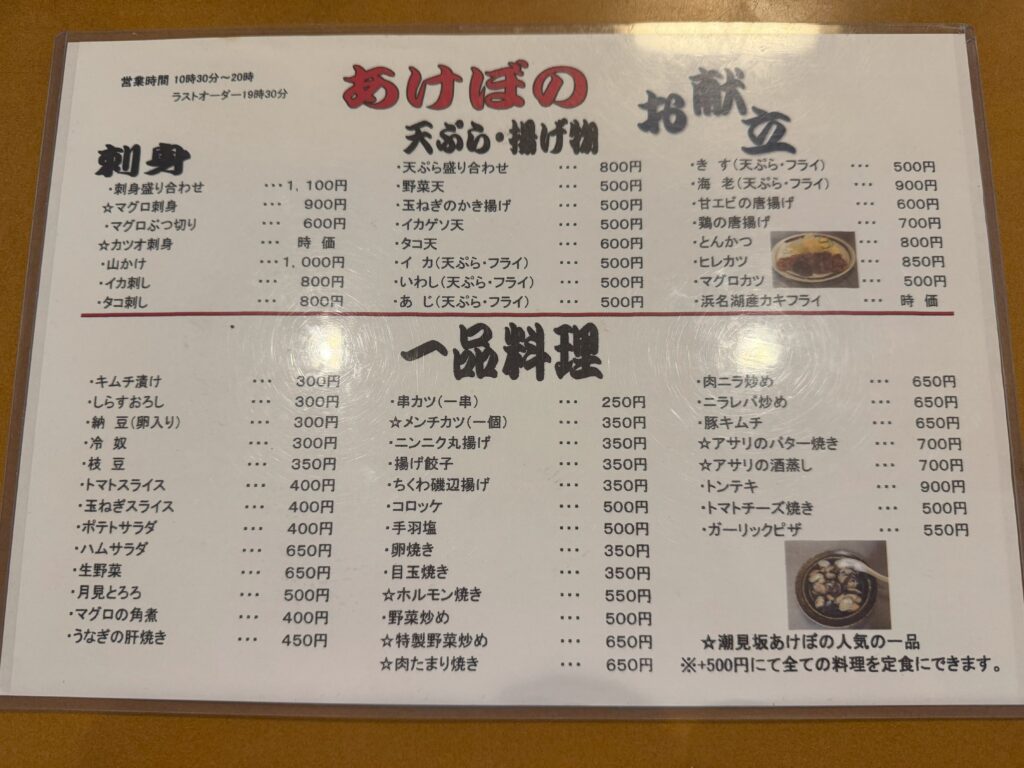 営業時間 10時30分～20時
ラストオーダー19時30分
あけぼの
お献立
刺身
・刺身盛り合わせ ・・・1,100円
☆マグロ刺身 ・・・ 900円
・マグロぶつ切り ・・・ 600円
☆カツオ刺身 ・・・ 時 価
・山かけ ・・・1,000円
・イカ刺し ・・・ 800円
・タコ刺し ・・・ 800円
天ぷら・揚げ物
・天ぷら盛り合わせ ・・・ 800円
・野菜天 ・・・ 500円
・玉ねぎのかき揚げ ・・・ 500円
・イカゲソ天 ・・・ 500円
・タコ天 ・・・ 600円
・イ カ(天ぷら・フライ) ・・・ 500円
・いわし(天ぷら・フライ) ・・・ 500円
・あ じ(天ぷら・フライ) ・・・ 500円
・き す(天ぷら・フライ) ・・・ 500円
・海 老(天ぷら・フライ) ・・・ 900円
・甘エビの唐揚げ ・・・ 600円
・鶏の唐揚げ ・・・ 700円
・とんかつ ・・・ 800円
・ヒレカツ ・・・ 850円
・マグロカツ ・・・ 500円
・浜名湖産カキフライ ・・・ 時 価
一品料理
・キムチ漬け ・・・ 300円
・しらすおろし ・・・ 300円
・納 豆(卵入り) ・・・ 300円
・冷 奴 ・・・ 300円
・枝 豆 ・・・ 350円
・トマトスライス ・・・ 400円
・玉ねぎスライス ・・・ 400円
・ポテトサラダ ・・・ 400円
・ハムサラダ ・・・ 650円
・生野菜 ・・・ 650円
・月見とろろ ・・・ 500円
・マグロの角煮 ・・・ 400円
・うなぎの肝焼き ・・・ 450円
・串カツ(一串) ・・・ 250円
☆メンチカツ(一個) ・・・ 350円
・ニンニク丸揚げ ・・・ 350円
・揚げ餃子 ・・・ 350円
・ちくわ磯辺揚げ ・・・ 350円
・コロッケ ・・・ 500円
・手羽塩 ・・・ 500円
・卵焼き ・・・ 350円
・目玉焼き ・・・ 350円
☆ホルモン焼き ・・・ 550円
・野菜炒め ・・・ 500円
☆特製野菜炒め ・・・ 650円
☆肉たまり焼き ・・・ 650円
・肉ニラ炒め ・・・ 650円
・ニラレバ炒め ・・・ 650円
・豚キムチ ・・・ 650円
☆アサリのバター焼き ・・・ 700円
☆アサリの酒蒸し ・・・ 700円
・トンテキ ・・・ 900円
・トマトチーズ焼き ・・・ 500円
・ガーリックピザ ・・・ 550円
☆潮見坂あけぼの人気の一品
※+500円にて全ての料理を定食にできます。